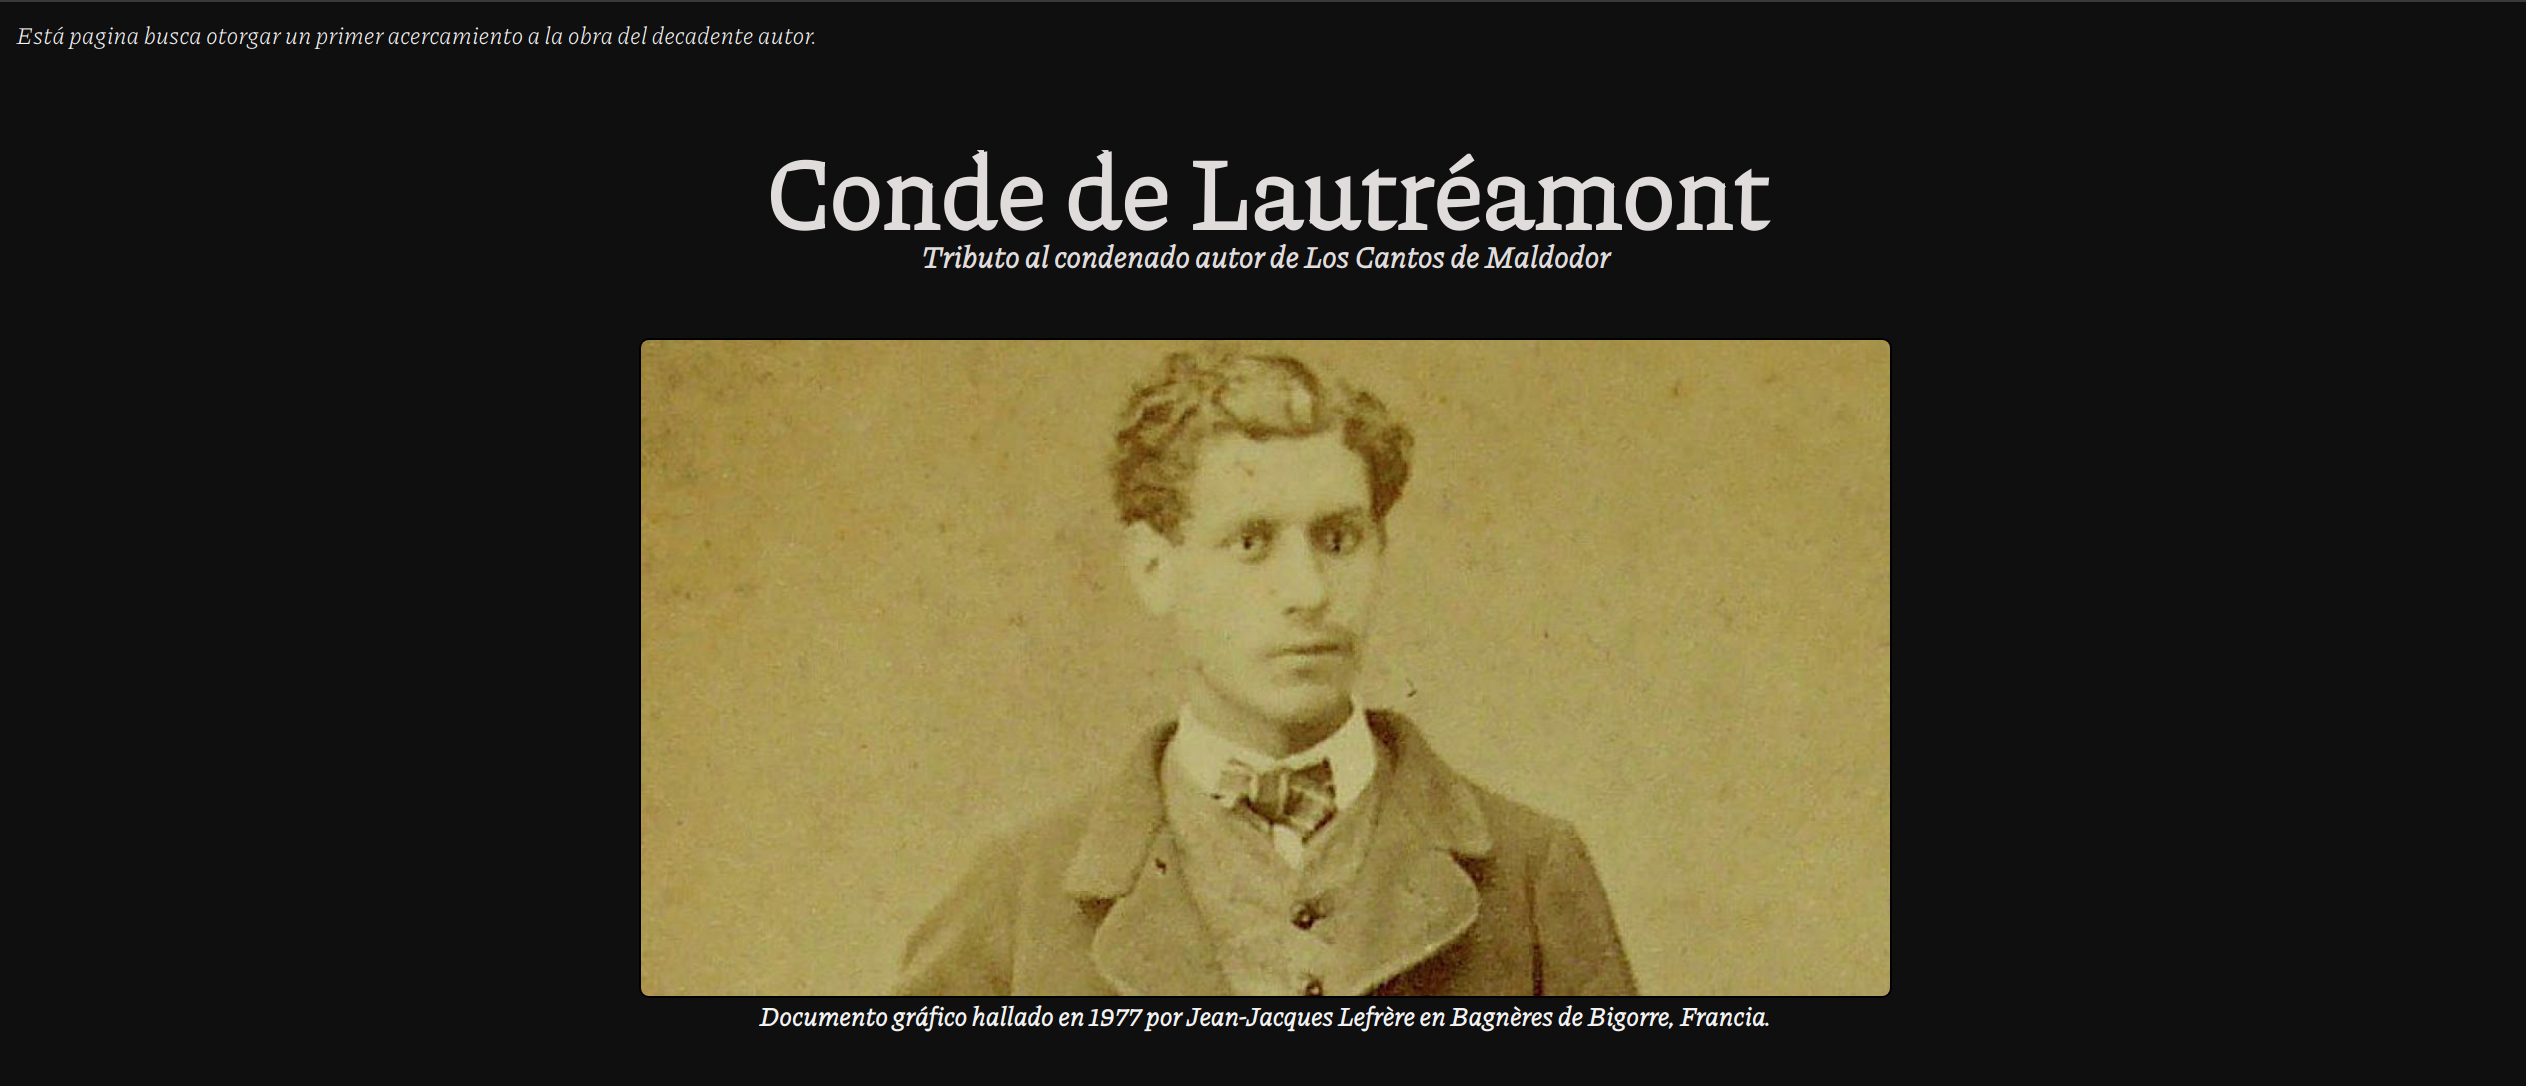 Está pagina busca otorgar un primer acercamiento a la obra del decadente autor.
Conde de Lautréamont
Tributo al condenado autor de Los Cantos de Maldodor
Documento gráfico hallado en 1977 por Jean-Jacques Lefrère en Bagnères de Bigorre, Francia.